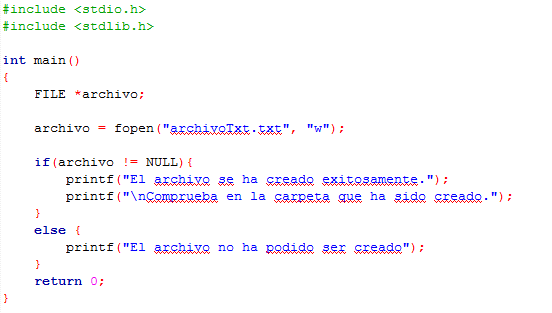 #include <stdio.h>
#include <stdlib.h>
int main()
{
FILE *archivo;
archivo = fopen("archivoTxt.txt", "w");
if(archivo != NULL){
printf("El archivo se ha creado exitosamente.");
printf("\nComprueba en la carpeta que ha sido creado.");
}
else {
printf("El archivo no ha podido ser creado");
}
return 0;
}